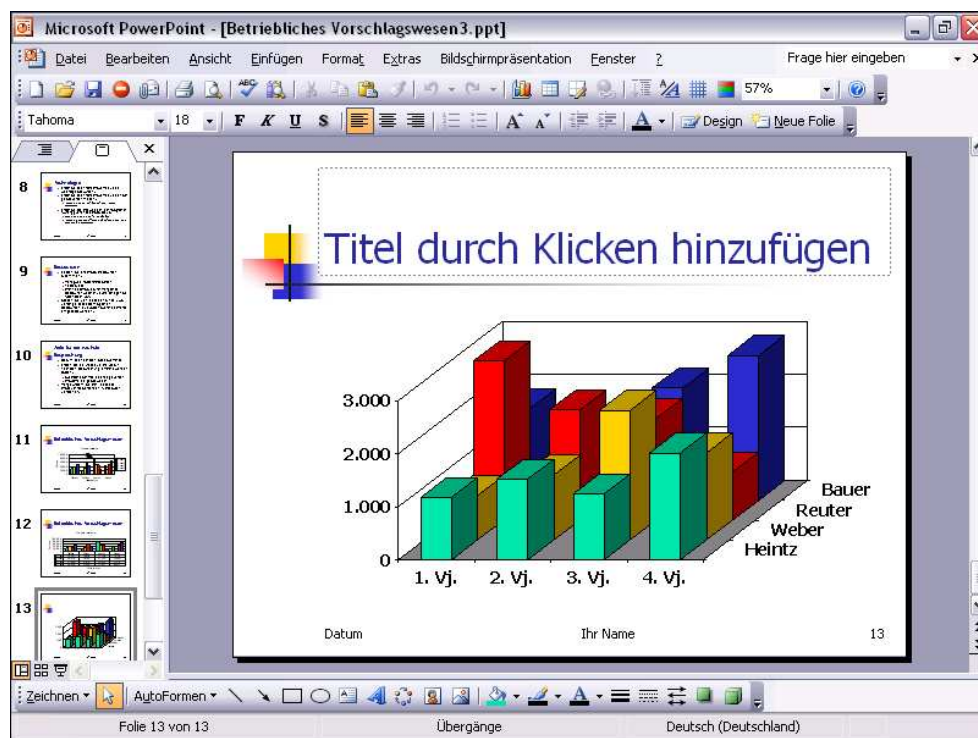 Microsoft PowerPoint - [Betriebliches Vorschlagswesen3.ppt]
Datei Bearbeiten Ansicht Einfügen Format Extras Bildschirmpräsentation Fenster ? Frage hier eingeben
57%
Tahoma 18 F K U S A A A Design Neue Folie
8
9
10
11
12
13
Titel durch Klicken hinzufügen
3.000
2.000
1.000
0
Bauer
Reuter
Weber
Heintz
1. Vj. 2. Vj. 3. Vj. 4. Vj.
Datum Ihr Name 13
Zeichnen AutoFormen A
Folie 13 von 13 Übergänge Deutsch (Deutschland)